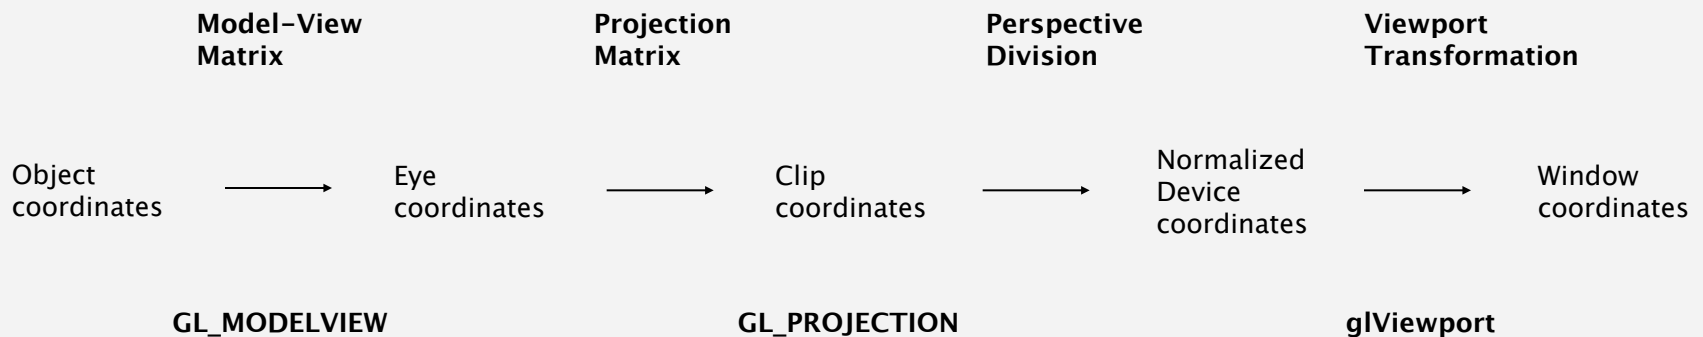 Model-View
Matrix
Projection
Matrix
Perspective
Division
Viewport
Transformation
Object
coordinates
Eye
coordinates
Clip
coordinates
Normalized
Device
coordinates
Window
coordinates
GL_MODELVIEW
GL_PROJECTION
glViewport